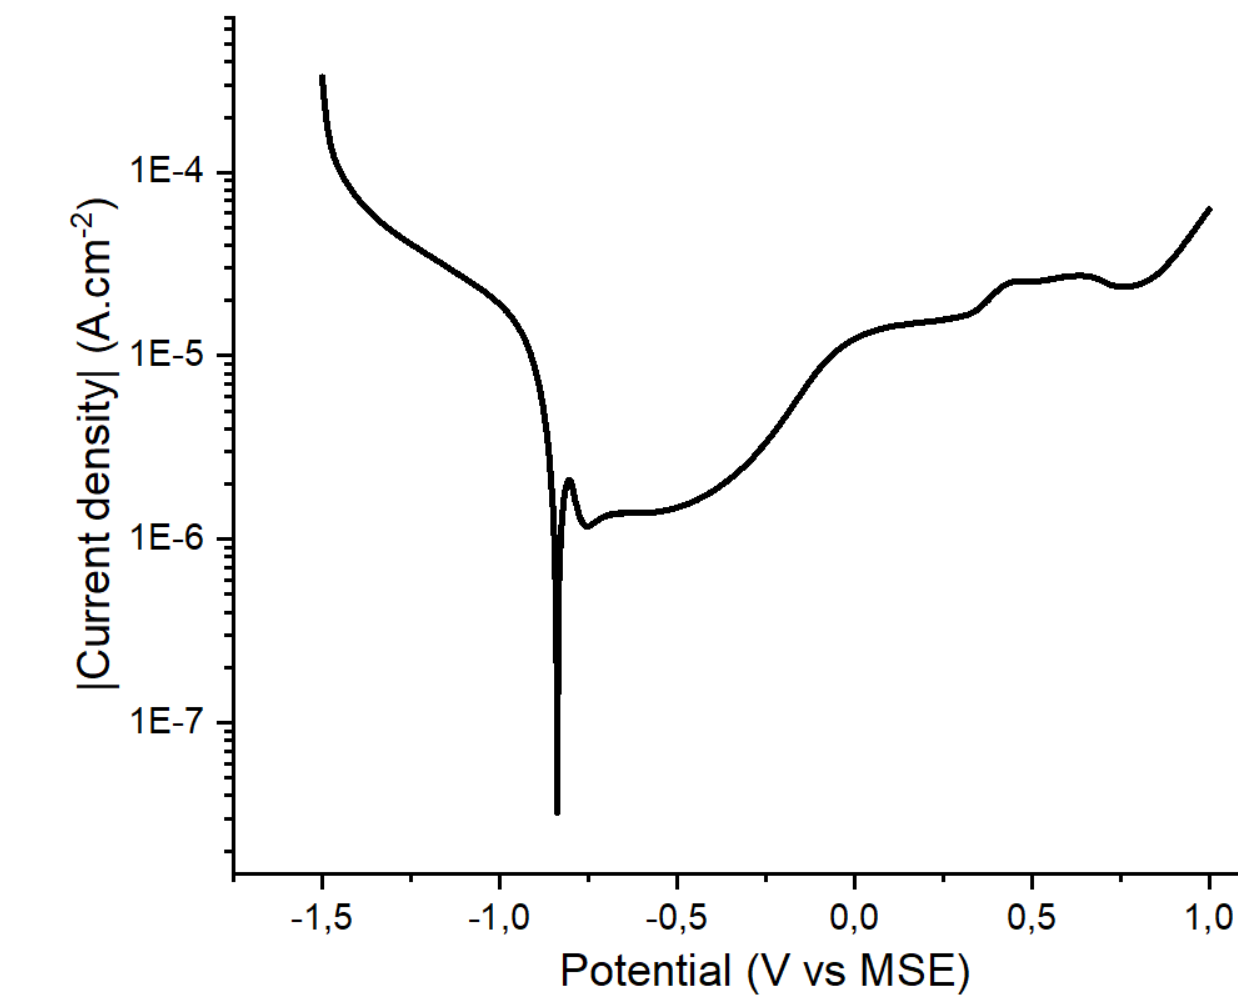 |Current density| (A.cm-2)
1E-4
1E-5
1E-6
1E-7
-1,5 -1,0 -0,5 0,0 0,5 1,0
Potential (V vs MSE)